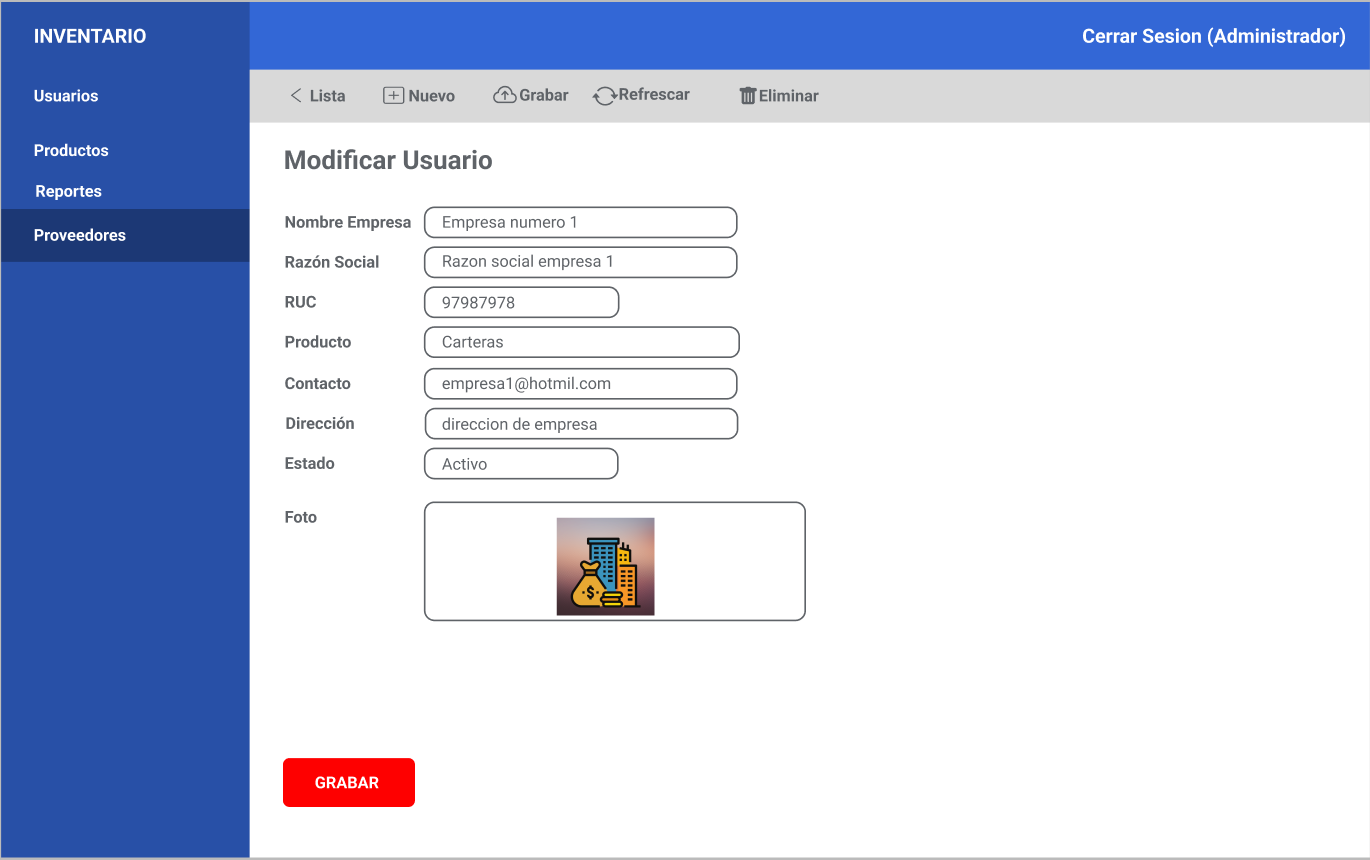 INVENTARIO
Cerrar Sesion (Administrador)
Usuarios
Productos
Reportes
Proveedores
Lista
Nuevo
Grabar
Refrescar
Eliminar
Modificar Usuario
Nombre Empresa Empresa numero 1
Razón Social Razon social empresa 1
RUC 97987978
Producto Carteras
Contacto empresa1@hotmil.com
Dirección direccion de empresa
Estado Activo
Foto
$
GRABAR